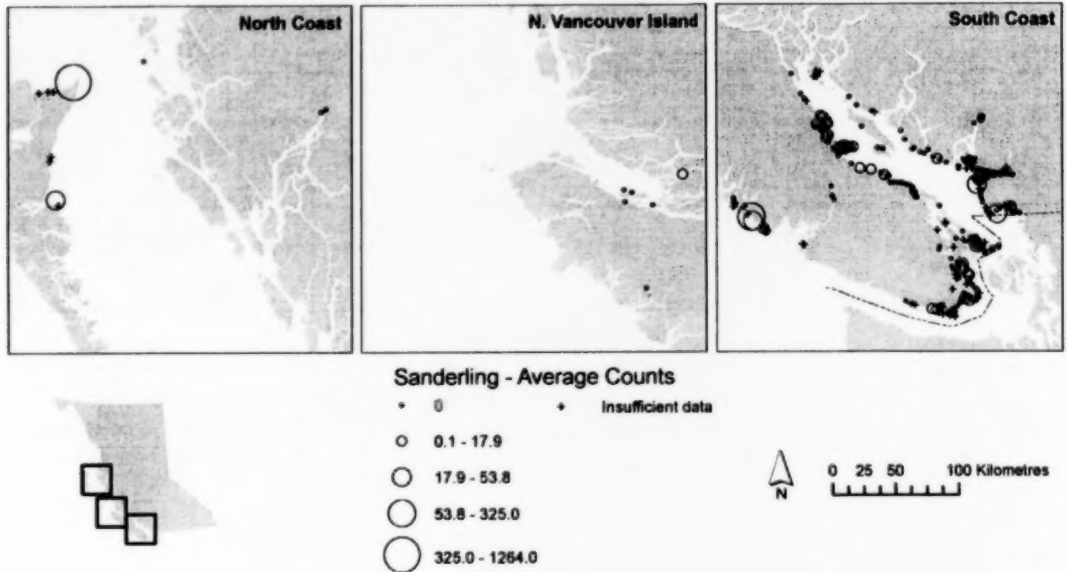 North Coast
N. Vancouver Island
South Coast
Sanderling - Average Counts
0
Insufficient data
0.1 - 17.9
17.9 - 53.8
53.8 - 325.0
325.0 - 1264.0
N
0 25 50 100 Kilometres